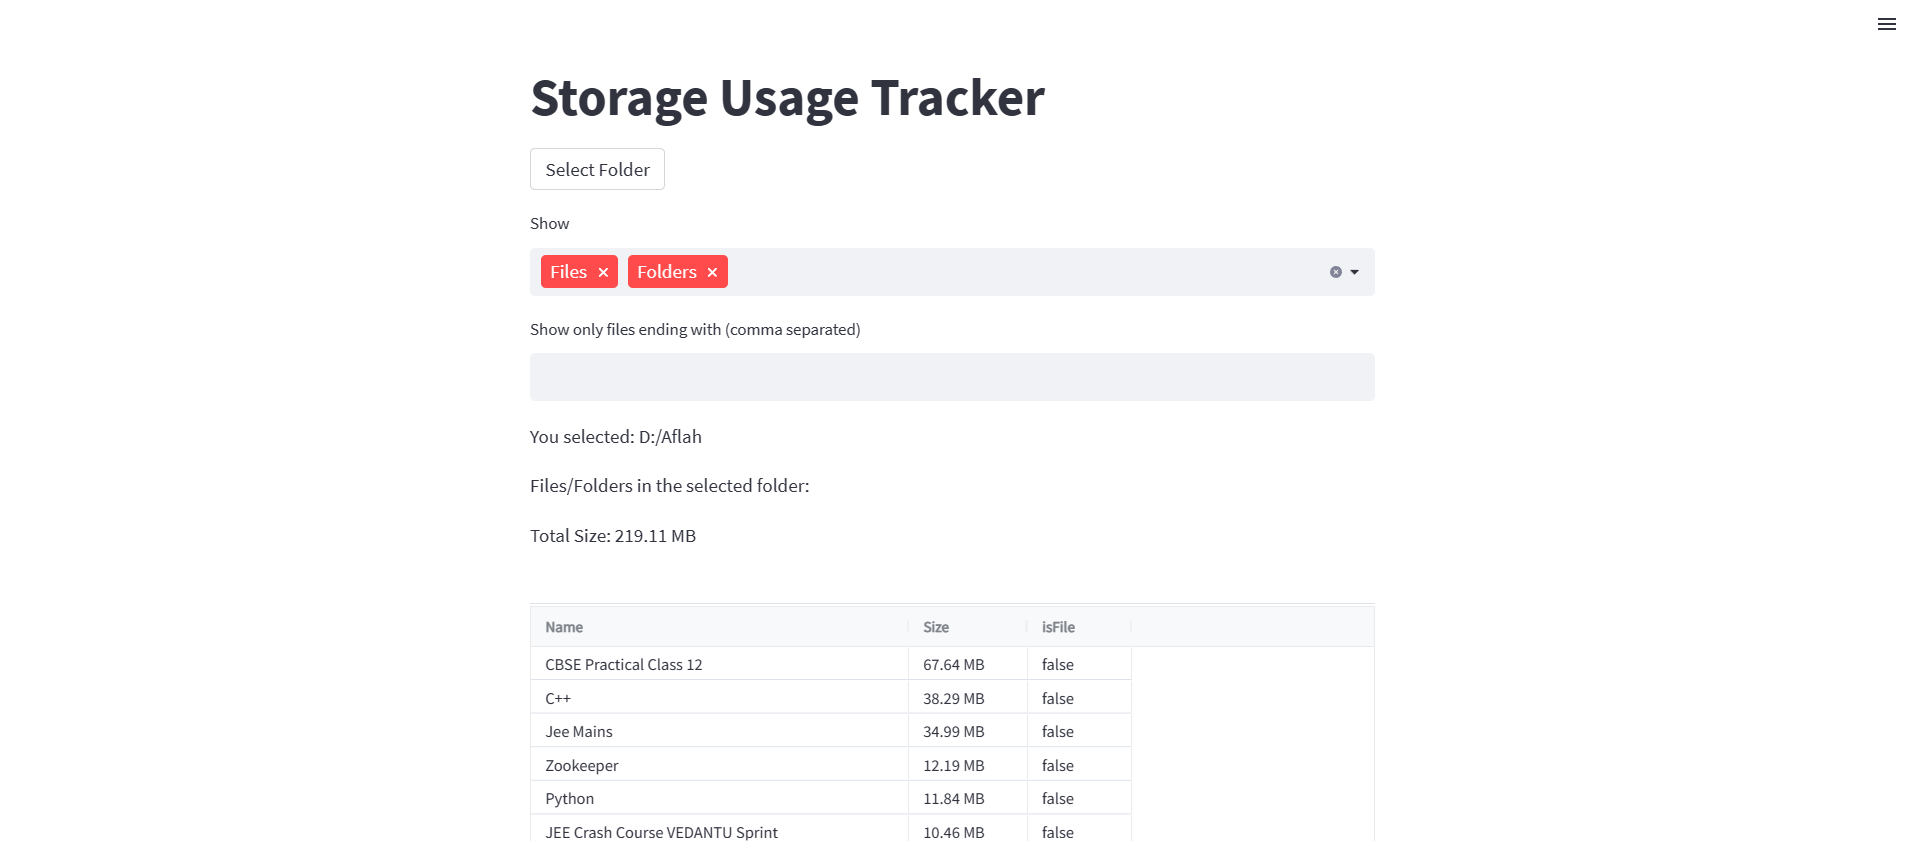 Storage Usage Tracker
Select Folder
Show
Files Folders
Show only files ending with (comma separated)
You selected: D:/Aflah
Files/Folders in the selected folder:
Total Size: 219.11 MB
Name Size isFile
CBSE Practical Class 12 67.64 MB false
C++ 38.29 MB false
Jee Mains 34.99 MB false
Zookeeper 12.19 MB false
Python 11.84 MB false
JEE Crash Course VEDANTU Sprint 10.46 MB false